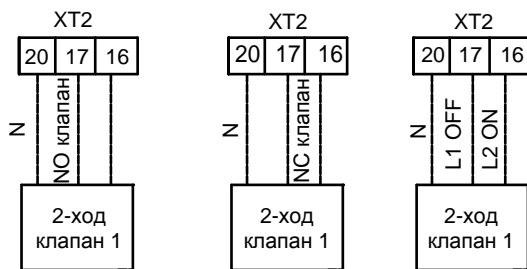 XT2
20 17 16
N
NO клапан
2-ход
клапан 1
XT2
20 17 16
N
NC клапан
2-ход
клапан 1
XT2
20 17 16
N
L1 OFF
L2 ON
2-ход
клапан 1